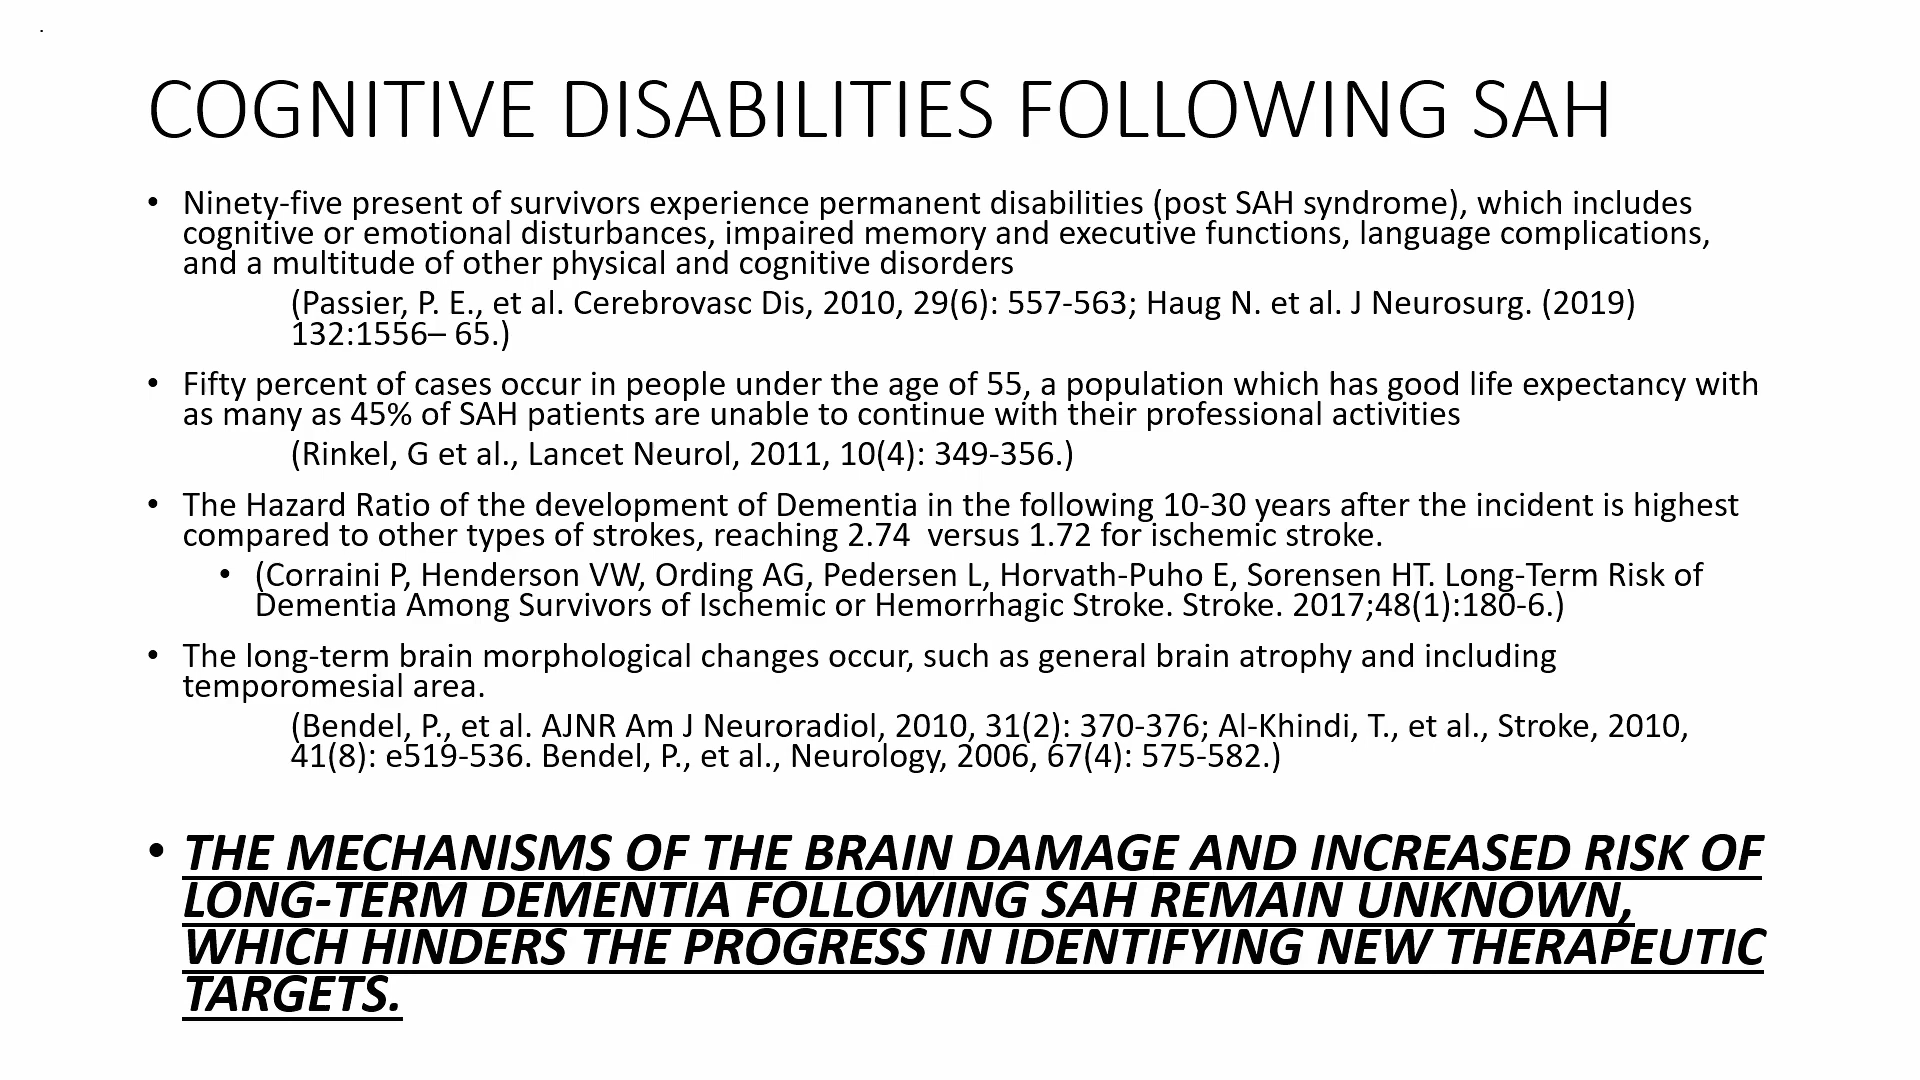 COGNITIVE DISABILITIES FOLLOWING SAH
• Ninety-five present of survivors experience permanent disabilities (post SAH syndrome), which includes
cognitive or emotional disturbances, impaired memory and executive functions, language complications,
and a multitude of other physical and cognitive disorders
(Passier, P. E., et al. Cerebrovasc Dis, 2010, 29(6): 557-563; Haug N. et al. J Neurosurg. (2019)
132:1556– 65.)
• Fifty percent of cases occur in people under the age of 55, a population which has good life expectancy with
as many as 45% of SAH patients are unable to continue with their professional activities
(Rinkel, G et al., Lancet Neurol, 2011, 10(4): 349-356.)
• The Hazard Ratio of the development of Dementia in the following 10-30 years after the incident is highest
compared to other types of strokes, reaching 2.74  versus 1.72 for ischemic stroke.
• (Corraini P, Henderson VW, Ording AG, Pedersen L, Horvath-Puho E, Sorensen HT. Long-Term Risk of
Dementia Among Survivors of Ischemic or Hemorrhagic Stroke. Stroke. 2017;48(1):180-6.)
• The long-term brain morphological changes occur, such as general brain atrophy and including
temporomesial area.
(Bendel, P., et al. AJNR Am J Neuroradiol, 2010, 31(2): 370-376; Al-Khindi, T., et al., Stroke, 2010,
41(8): e519-536. Bendel, P., et al., Neurology, 2006, 67(4): 575-582.)
• THE MECHANISMS OF THE BRAIN DAMAGE AND INCREASED RISK OF
LONG-TERM DEMENTIA FOLLOWING SAH REMAIN UNKNOWN,
WHICH HINDERS THE PROGRESS IN IDENTIFYING NEW THERAPEUTIC
TARGETS.